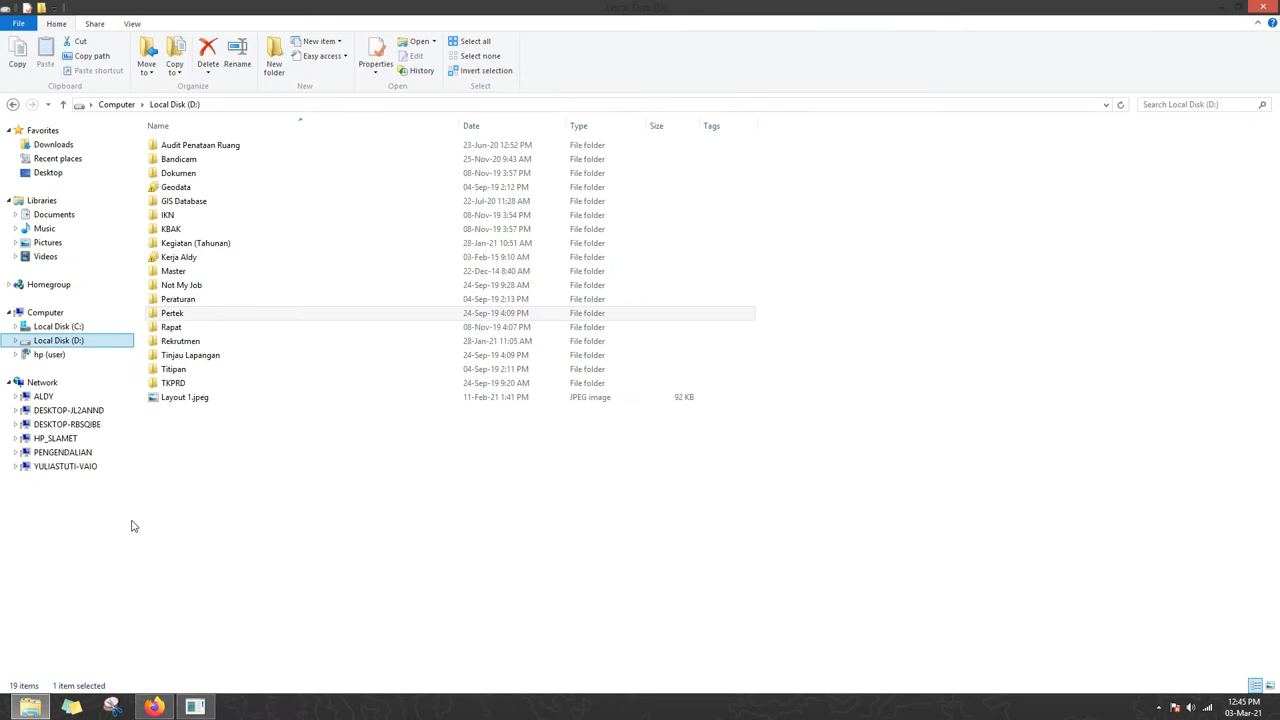 Local Disk (D:)
File
Home
Share
View
Copy
Paste
Cut
Copy path
Paste shortcut
Clipboard
Move to
Copy to
Delete
Rename
Organize
New folder
New item
Easy access
New
Properties
Open
Edit
History
Open
Select all
Select none
Invert selection
Select
Computer
Local Disk (D:)
Search Local Disk (D:)
Favorites
Downloads
Recent places
Desktop
Libraries
Documents
Music
Pictures
Videos
Homegroup
Computer
Local Disk (C:)
Local Disk (D:)
hp (user)
Network
ALDY
DESKTOP-JL2ANND
DESKTOP-RBSQIBE
HP_SLAMET
PENGENDALIAN
YULIASTUTI-VAIO
Name Date Type Size Tags
Audit Penataan Ruang 23-Jun-20 12:52 PM File folder
Bandicam 25-Nov-20 9:43 AM File folder
Dokumen 08-Nov-19 3:57 PM File folder
Geodata 04-Sep-19 2:12 PM File folder
GIS Database 22-Jul-20 11:28 AM File folder
IKN 08-Nov-19 3:54 PM File folder
KBAK 08-Nov-19 3:57 PM File folder
Kegiatan (Tahunan) 28-Jan-21 10:51 AM File folder
Kerja Aldy 03-Feb-15 9:10 AM File folder
Master 22-Dec-14 8:40 AM File folder
Not My Job 24-Sep-19 9:28 AM File folder
Peraturan 04-Sep-19 2:13 PM File folder
Pertek 24-Sep-19 4:09 PM File folder
Rapat 08-Nov-19 4:07 PM File folder
Rekrutmen 28-Jan-21 11:05 AM File folder
Tinjau Lapangan 24-Sep-19 4:09 PM File folder
Titipan 04-Sep-19 2:11 PM File folder
TKPRD 24-Sep-19 9:20 AM File folder
Layout 1.jpeg 11-Feb-21 1:41 PM JPEG image 92 KB
19 items 1 item selected
12:45 PM
03-Mar-21